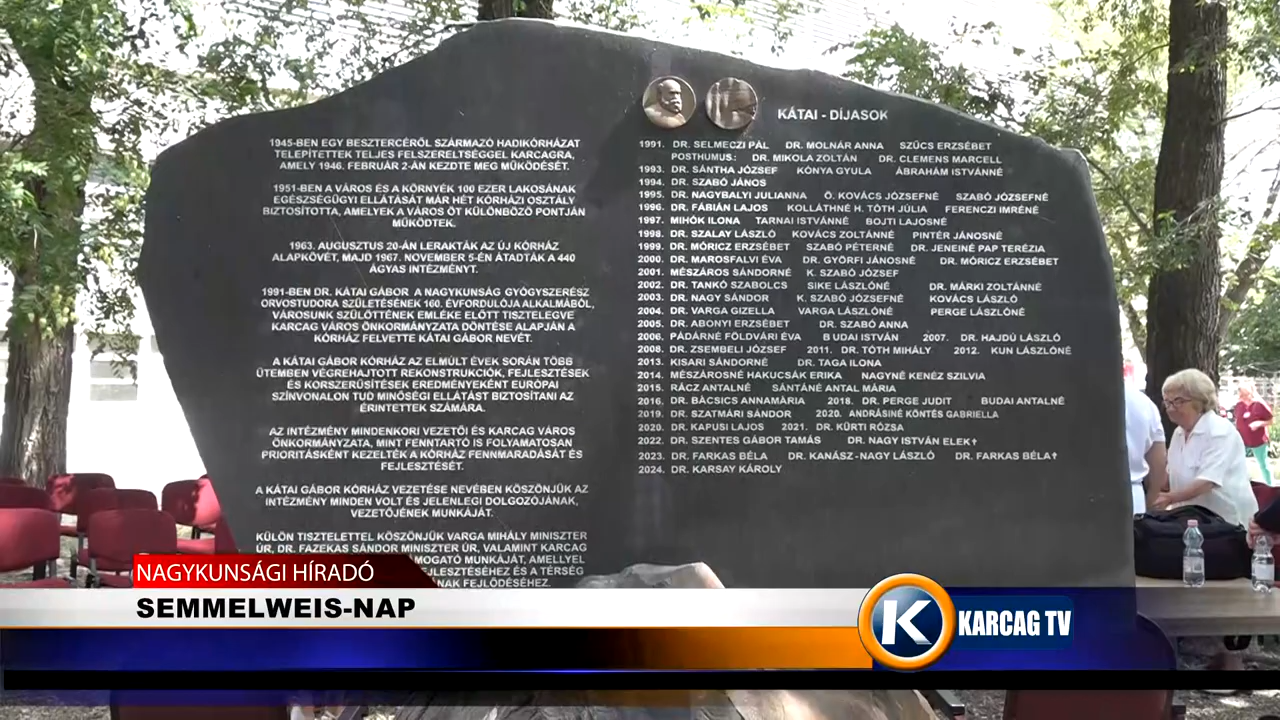 1945-BEN EGY BESZTERCÉRŐL SZÁRMAZÓ HADIKÓRHÁZAT
TELEPÍTETTEK TELJES FELSZERELTSÉGGEL KARCAGRA,
AMELY 1946. FEBRUÁR 2-ÁN KEZDTE MEG MŰKÖDÉSÉT.
1951-BEN A VÁROS ÉS A KÖRNYÉK 100 EZER LAKOSÁNAK
EGÉSZSÉGÜGYI ELLÁTÁSÁT MÁR HÉT KÓRHÁZI OSZTÁLY
BIZTOSÍTOTTA, AMELYEK A VÁROS ÖT KÜLÖNBÖZŐ PONTJÁN
MŰKÖDTEK.
1963. AUGUSZTUS 20-ÁN LERAKTÁK AZ ÚJ KÓRHÁZ
ALAPKÖVÉT, MAJD 1967. NOVEMBER 5-ÉN ÁTADTÁK A 440
ÁGYAS INTÉZMÉNYT.
1991-BEN DR. KÁTAI GÁBOR A NAGYKUNSÁG GYÓGYSZERÉSZ
ORVOSTUDORA SZÜLETÉSÉNEK 160. ÉVFORDULÓJA ALKALMÁBÓL,
VÁROSUNK SZÜLÖTTÉNEK EMLÉKE ELŐTT TISZTELEGVE
KARCAG VÁROS ÖNKORMÁNYZATA DÖNTÉSE ALAPJÁN A
KÓRHÁZ FELVETTE KÁTAI GÁBOR NEVÉT.
A KÁTAI GÁBOR KÓRHÁZ AZ ELMÚLT ÉVEK SORÁN TÖBB
ÜTEMBEN VÉGREHAJTOTT REKONSTRUKCIÓK, FEJLESZTÉSEK
ÉS KORSZERŰSÍTÉSEK EREDMÉNYEKÉNT EURÓPAI
SZÍNVONALON TUD MINŐSÉGI ELLÁTÁST BIZTOSÍTANI AZ
ÉRINTETTEK SZÁMÁRA.
AZ INTÉZMÉNY MINDENKORI VEZETŐI ÉS KARCAG VÁROS
ÖNKORMÁNYZATA, MINT FENNTARTÓ IS FOLYAMATOSAN
PRIORITÁSKÉNT KEZELTÉK A KÓRHÁZ FENNMARADÁSÁT ÉS
FEJLESZTÉSÉT.
A KÁTAI GÁBOR KÓRHÁZ VEZETÉSE NEVÉBEN KÖSZÖNJÜK AZ
INTÉZMÉNY MINDEN VOLT ÉS JELENLEGI DOLGOZÓJÁNAK,
VEZETŐJÉNEK MUNKÁJÁT.
KÜLÖN TISZTELETTEL KÖSZÖNJÜK VARGA MIHÁLY MINISZTER
ÚR, DR. FAZEKAS SÁNDOR MINISZTER ÚR, VALAMINT KARCAG
MUNKÁJÁT, AMELLYEL
ÉS A TÉRSÉG
FEJLŐDÉSÉHEZ.
KÁTAI - DÍJASOK
1991. DR. SELMECZI PÁL DR. MOLNÁR ANNA SZŰCS ERZSÉBET
POSTHUMUS: DR. MIKOLA ZOLTÁN DR. CLEMENS MARCELL
1993. DR. SÁNTHA JÓZSEF KÓNYA GYULA ÁBRAHÁM ISTVÁNNÉ
1994. DR. SZABÓ JÁNOS
1995. DR. NAGYBALYI JULIANNA Ö. KOVÁCS JÓZSEFNÉ SZABÓ JÓZSEFNÉ
1996. DR. FÁBIÁN LAJOS KOLLÁTHNÉ H. TÓTH JÚLIA FERENCZI IMRÉNÉ
1997. MIHÓK ILONA TARNAI ISTVÁNNÉ BOJTI LAJOSNÉ
1998. DR. SZALAY LÁSZLÓ KOVÁCS ZOLTÁNNÉ PINTÉR JÁNOSNÉ
1999. DR. MÓRICZ ERZSÉBET SZABÓ PÉTERNÉ DR. JENEINÉ PAP TERÉZIA
2000. DR. MAROSFALVI ÉVA DR. GYÖRFI JÁNOSNÉ DR. MÓRICZ ERZSÉBET
2001. MÉSZÁROS SÁNDORNÉ K. SZABÓ JÓZSEF
2002. DR. TANKÓ SZABOLCS SIKE LÁSZLÓNÉ DR. MÁRKI ZOLTÁNNÉ
2003. DR. NAGY SÁNDOR K. SZABÓ JÓZSEFNÉ KOVÁCS LÁSZLÓ
2004. DR. VARGA GIZELLA VARGA LÁSZLÓNÉ PERGE LÁSZLÓNÉ
2005. DR. ABONYI ERZSÉBET DR. SZABÓ ANNA
2006. PÁDÁRNÉ FÖLDVÁRI ÉVA BUDAI ISTVÁN 2007. DR. HAJDÚ LÁSZLÓ
2008. DR. ZSEMBELI JÓZSEF 2011. DR. TÓTH MIHÁLY 2012. KUN LÁSZLÓNÉ
2013. KISARI SÁNDORNÉ DR. TAGA ILONA
2014. MÉSZÁROSNÉ HAKUCSÁK ERIKA NAGYNÉ KENÉZ SZILVIA
2015. RÁCZ ANTALNÉ SÁNTÁNÉ ANTAL MÁRIA
2016. DR. BÁCSICS ANNAMÁRIA 2018. DR. PERGE JUDIT BUDAI ANTALNÉ
2019. DR. SZATMÁRI SÁNDOR 2020. ANDRÁSINÉ KÖNTÉS GABRIELLA
2020. DR. KAPUSI LAJOS 2021. DR. KÜRTI RÓZSA
2022. DR. SZENTES GÁBOR TAMÁS DR. NAGY ISTVÁN ELEK†
2023. DR. FARKAS BÉLA DR. KANÁSZ-NAGY LÁSZLÓ DR. FARKAS BÉLA†
2024. DR. KARSAY KÁROLY
NAGYKUNSÁGI HÍRADÓ
SEMMELWEIS-NAP
K KARCAG TV